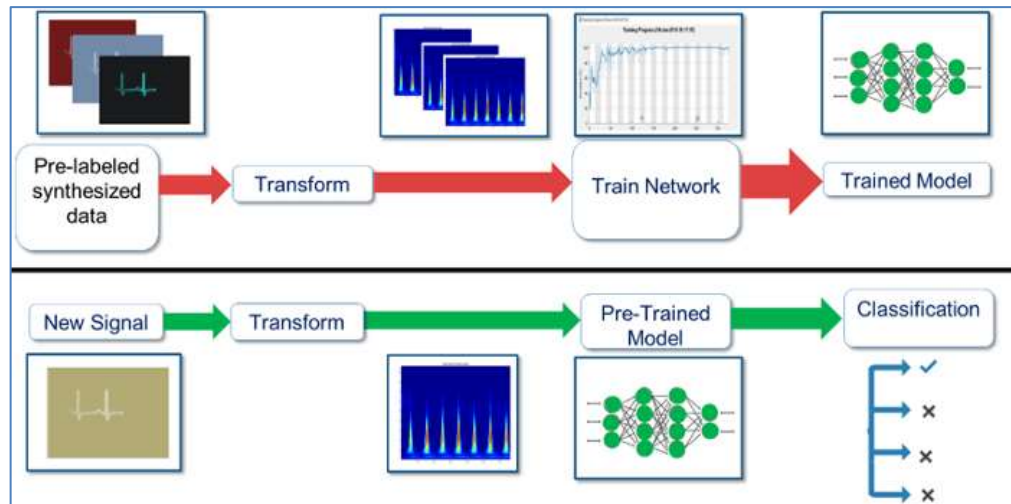 Pre-labeled
synthesized
data
Transform
Train Network
Trained Model
New Signal
Transform
Pre-Trained
Model
Classification